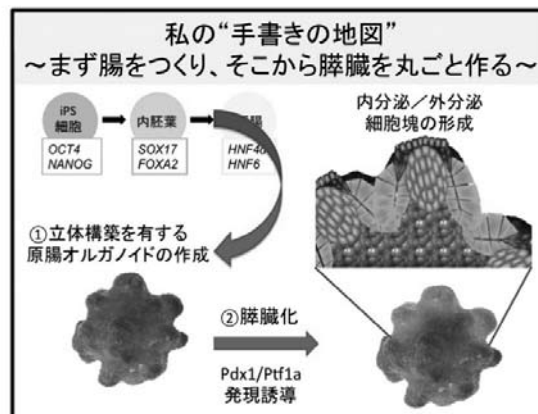 私の“手書きの地図”
～まず腸をつくり、そこから膵臓を丸ごと作る～
iPS
細胞
内胚葉
腸
OCT4
NANOG
SOX17
FOXA2
HNF6
①立体構築を有する
原腸オルガノイドの作成
内分泌／外分泌
細胞塊の形成
②膵臓化
Pdx1/Ptf1a
発現誘導